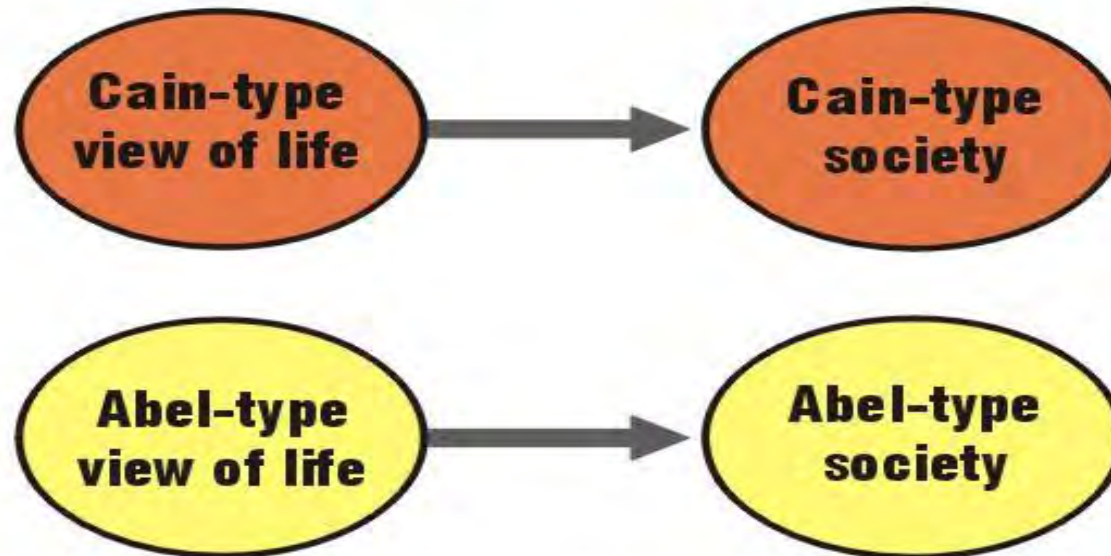 Cain-type
view of life
Cain-type
society
Abel-type
view of life
Abel-type
society